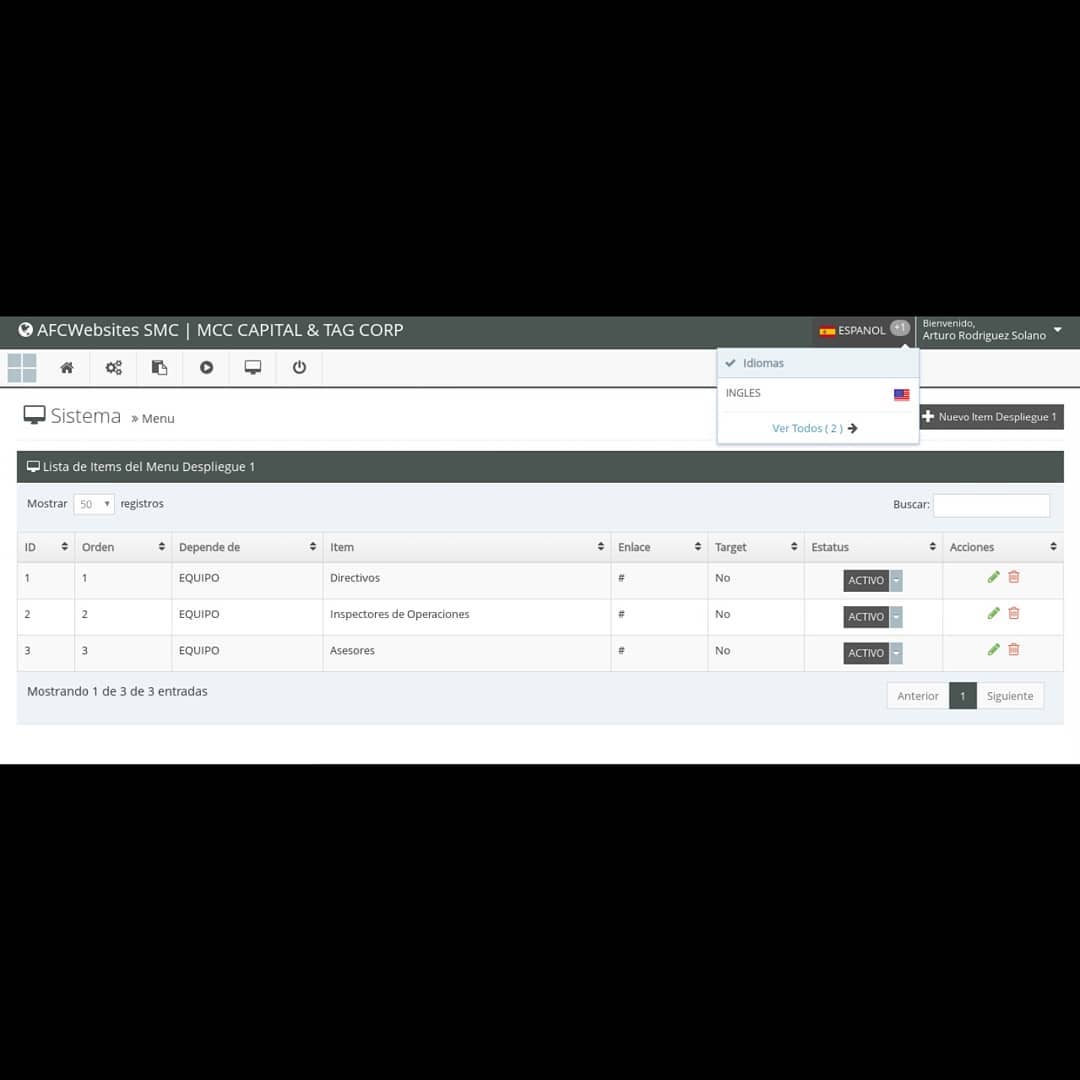 AFCWebsites SMC | MCC CAPITAL & TAG CORP
ESPANOL +1
Bienvenido,
Arturo Rodriguez Solano
Idiomas
INGLES
Ver Todos ( 2 )
Sistema » Menu
Nuevo Item Despliegue 1
Lista de Items del Menu Despliegue 1
Mostrar 50 registros
Buscar:
ID Orden Depende de Item Enlace Target Estatus Acciones
1 1 EQUIPO Directivos # No ACTIVO
2 2 EQUIPO Inspectores de Operaciones # No ACTIVO
3 3 EQUIPO Asesores # No ACTIVO
Mostrando 1 de 3 de 3 entradas
Anterior 1 Siguiente